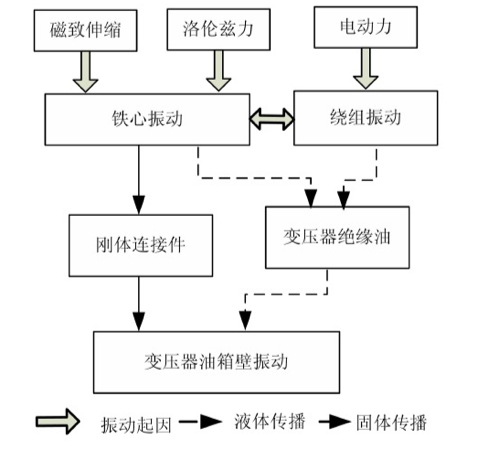 磁致伸缩 洛伦兹力 电动力
铁心振动 绕组振动
刚体连接件 变压器绝缘油
变压器油箱壁振动
振动起因 液体传播 固体传播